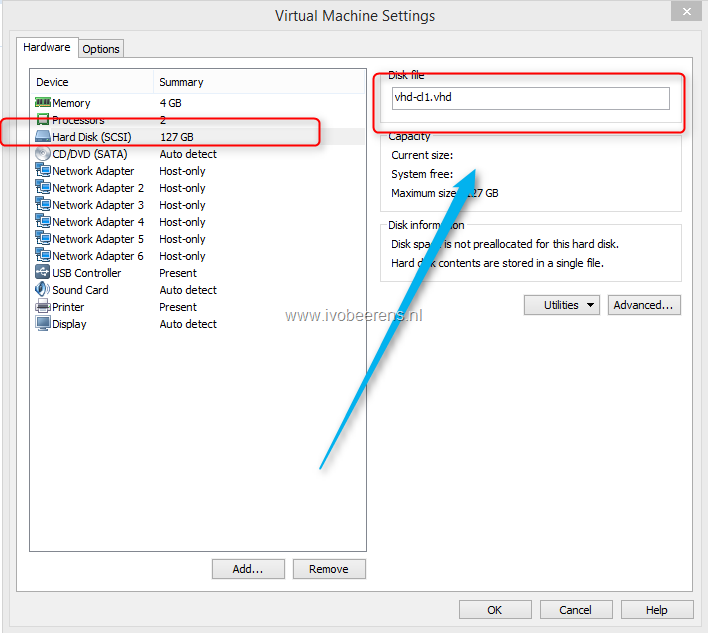 Virtual Machine Settings
Hardware Options
Device Summary
Memory 4 GB
Processors 2
Hard Disk (SCSI) 127 GB
CD/DVD (SATA) Auto detect
Network Adapter Host-only
Network Adapter 2 Host-only
Network Adapter 3 Host-only
Network Adapter 4 Host-only
Network Adapter 5 Host-only
Network Adapter 6 Host-only
USB Controller Present
Sound Card Auto detect
Printer Present
Display Auto detect
Add... Remove
Disk file
vhd-cl1.vhd
Capacity
Current size:
System free:
Maximum size: 127 GB
Disk information
Disk space is not preallocated for this hard disk.
Hard disk contents are stored in a single file.
Utilities Advanced...
www.ivobeerens.nl
OK Cancel Help